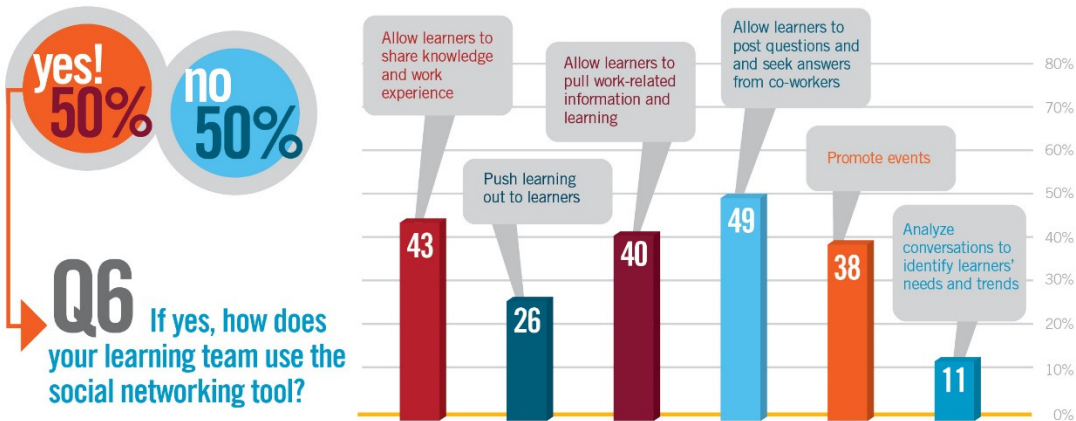 yes!
50%
no
50%
Q6 If yes, how does
your learning team use the
social networking tool?
Allow learners to
share knowledge
and work
experience
43
Push learning
out to learners
26
Allow learners to
pull work-related
information and
learning
40
Allow learners to
post questions and
seek answers
from co-workers
49
Promote events
38
Analyze
conversations to
identify learners'
needs and trends
11
80%
70%
60%
50%
40%
30%
20%
10%
0%